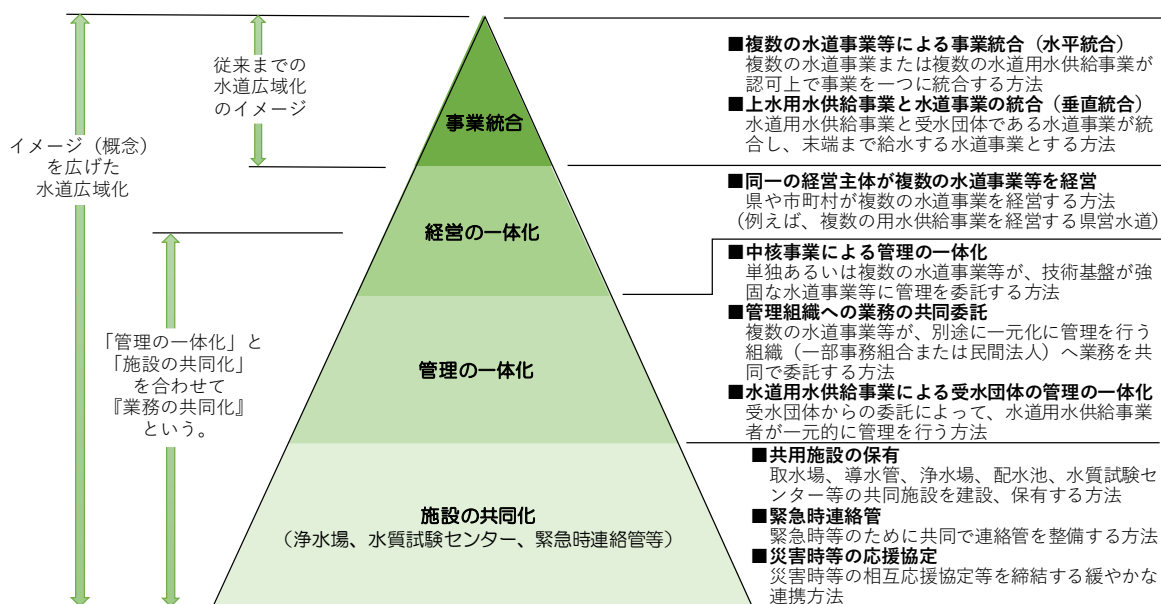 イメージ（概念）
を広げた
水道広域化
従来までの
水道広域化
のイメージ
「管理の一体化」と
「施設の共同化」
を合わせて
『業務の共同化』
という。
事業統合
経営の一体化
管理の一体化
施設の共同化
（浄水場、水質試験センター、緊急時連絡管等）
■複数の水道事業等による事業統合（水平統合）
複数の水道事業または複数の水道用水供給事業が
認可上で事業を一つに統合する方法
■上水用水供給事業と水道事業の統合（垂直統合）
水道用水供給事業と受水団体である水道事業が統
合し、末端まで給水する水道事業とする方法
■同一の経営主体が複数の水道事業等を経営
県や市町村が複数の水道事業を経営する方法
（例えば、複数の用水供給事業を経営する県営水道）
■中核事業による管理の一体化
単独あるいは複数の水道事業等が、技術基盤が強
固な水道事業等に管理を委託する方法
■管理組織への業務の共同委託
複数の水道事業等が、別途に一元化に管理を行う
組織（一部事務組合または民間法人）へ業務を共
同で委託する方法
■水道用水供給事業による受水団体の管理の一体化
受水団体からの委託によって、水道用水供給事業
者が一元的に管理を行う方法
■共用施設の保有
取水場、導水管、浄水場、配水池、水質試験セ
ンター等の共同施設を建設、保有する方法
■緊急時連絡管
緊急時等のために共同で連絡管を整備する方法
■災害時等の応援協定
災害時等の相互応援協定等を締結する緩やかな
連携方法